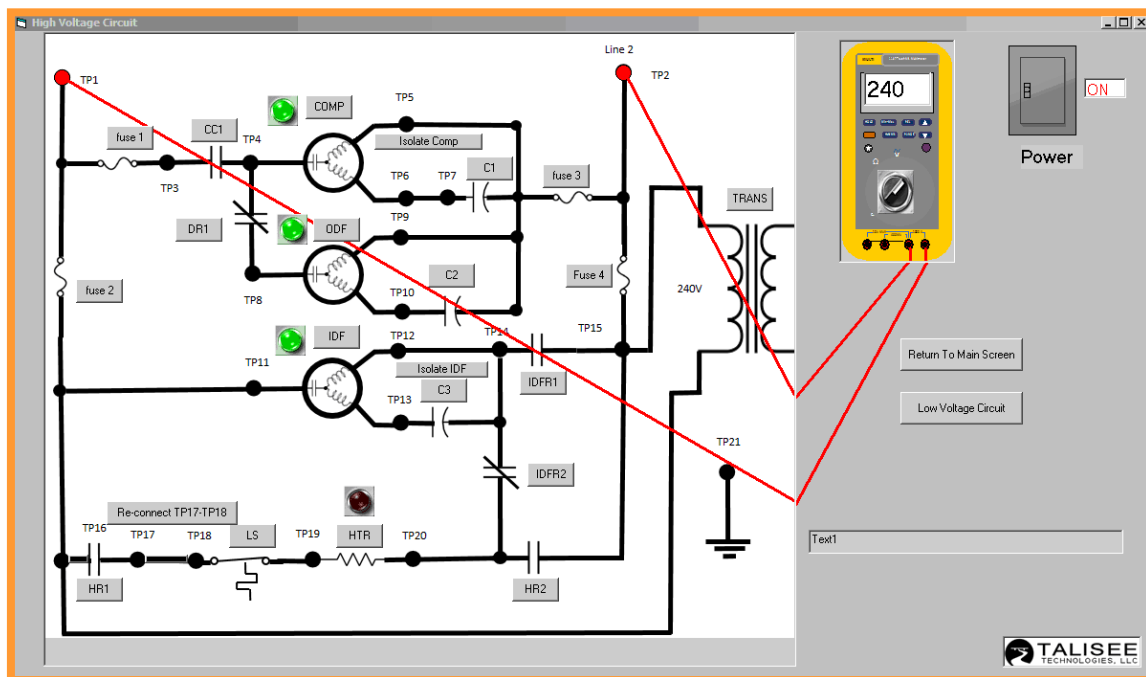 High Voltage Circuit
Line 2
TP1
TP2
240
ON
Power
COMP
TP5
fuse 1
CC1
TP4
Isolate Comp
TP3
TP6
TP7
C1
fuse 3
TRANS
DR1
ODF
TP9
fuse 2
TP8
C2
TP10
Fuse 4
240V
IDF
TP12
TP14
TP15
TP11
Isolate IDF
IDFR1
C3
TP13
Return To Main Screen
Low Voltage Circuit
TP21
IDFR2
Re-connect TP17-TP18
TP16
TP17
TP18
LS
TP19
HTR
TP20
HR1
HR2
Text1
TALISEE
TECHNOLOGIES, LLC